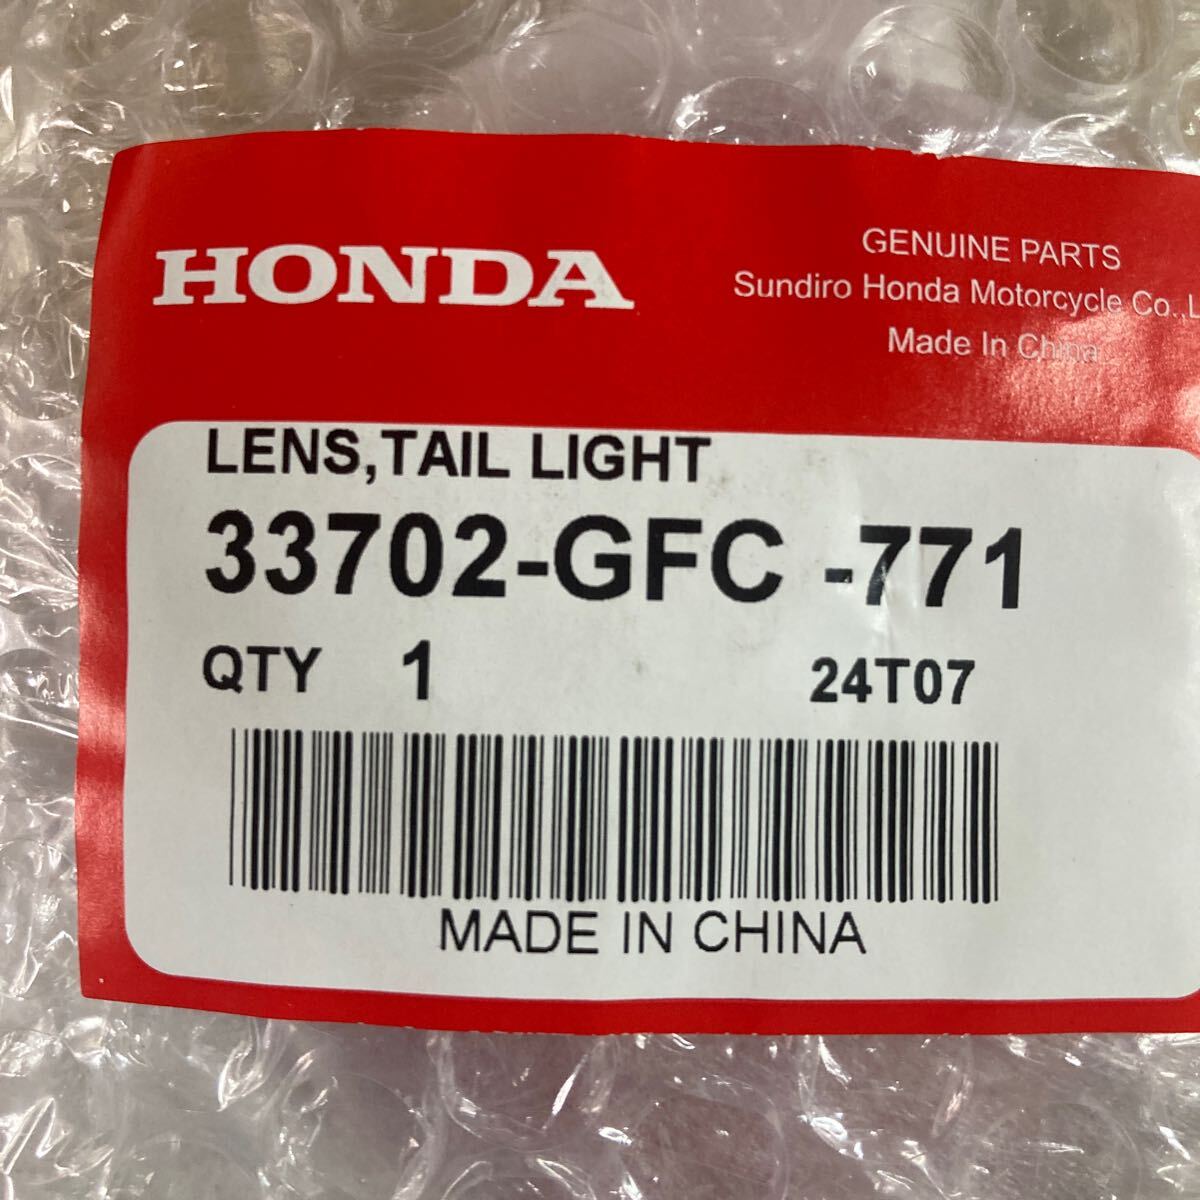 HONDA
GENUINE PARTS
Sundiro Honda Motorcycle Co.,L
Made In China
LENS,TAIL LIGHT
33702-GFC -771
QTY 1 24T07
MADE IN CHINA